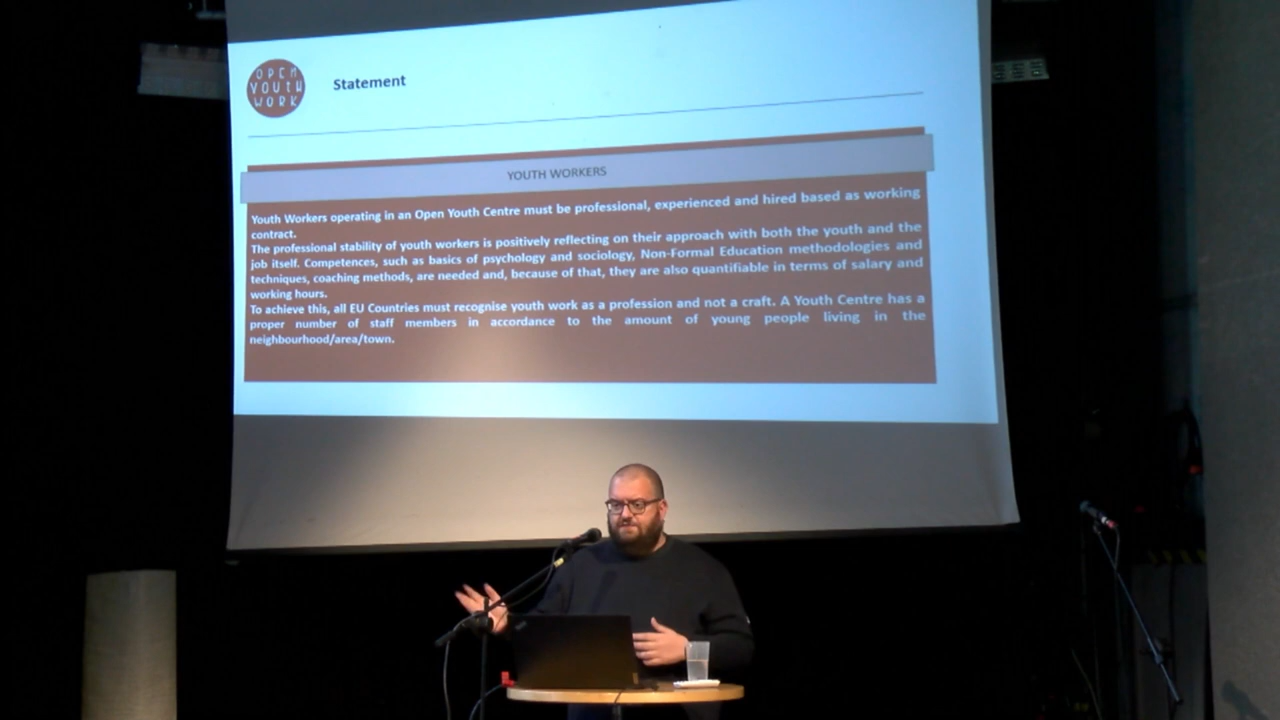 OPEN
YOUTH
WORK
Statement
YOUTH WORKERS
Youth Workers operating in an Open Youth Centre must be professional, experienced and hired based as working
contract.
The professional stability of youth workers is positively reflecting on their approach with both the youth and the
job itself. Competences, such as basics of psychology and sociology, Non-Formal Education methodologies and
techniques, coaching methods, are needed and, because of that, they are also quantifiable in terms of salary and
working hours.
To achieve this, all EU Countries must recognise youth work as a profession and not a craft. A Youth Centre has a
proper number of staff members in accordance to the amount of young people living in the
neighbourhood/area/town.